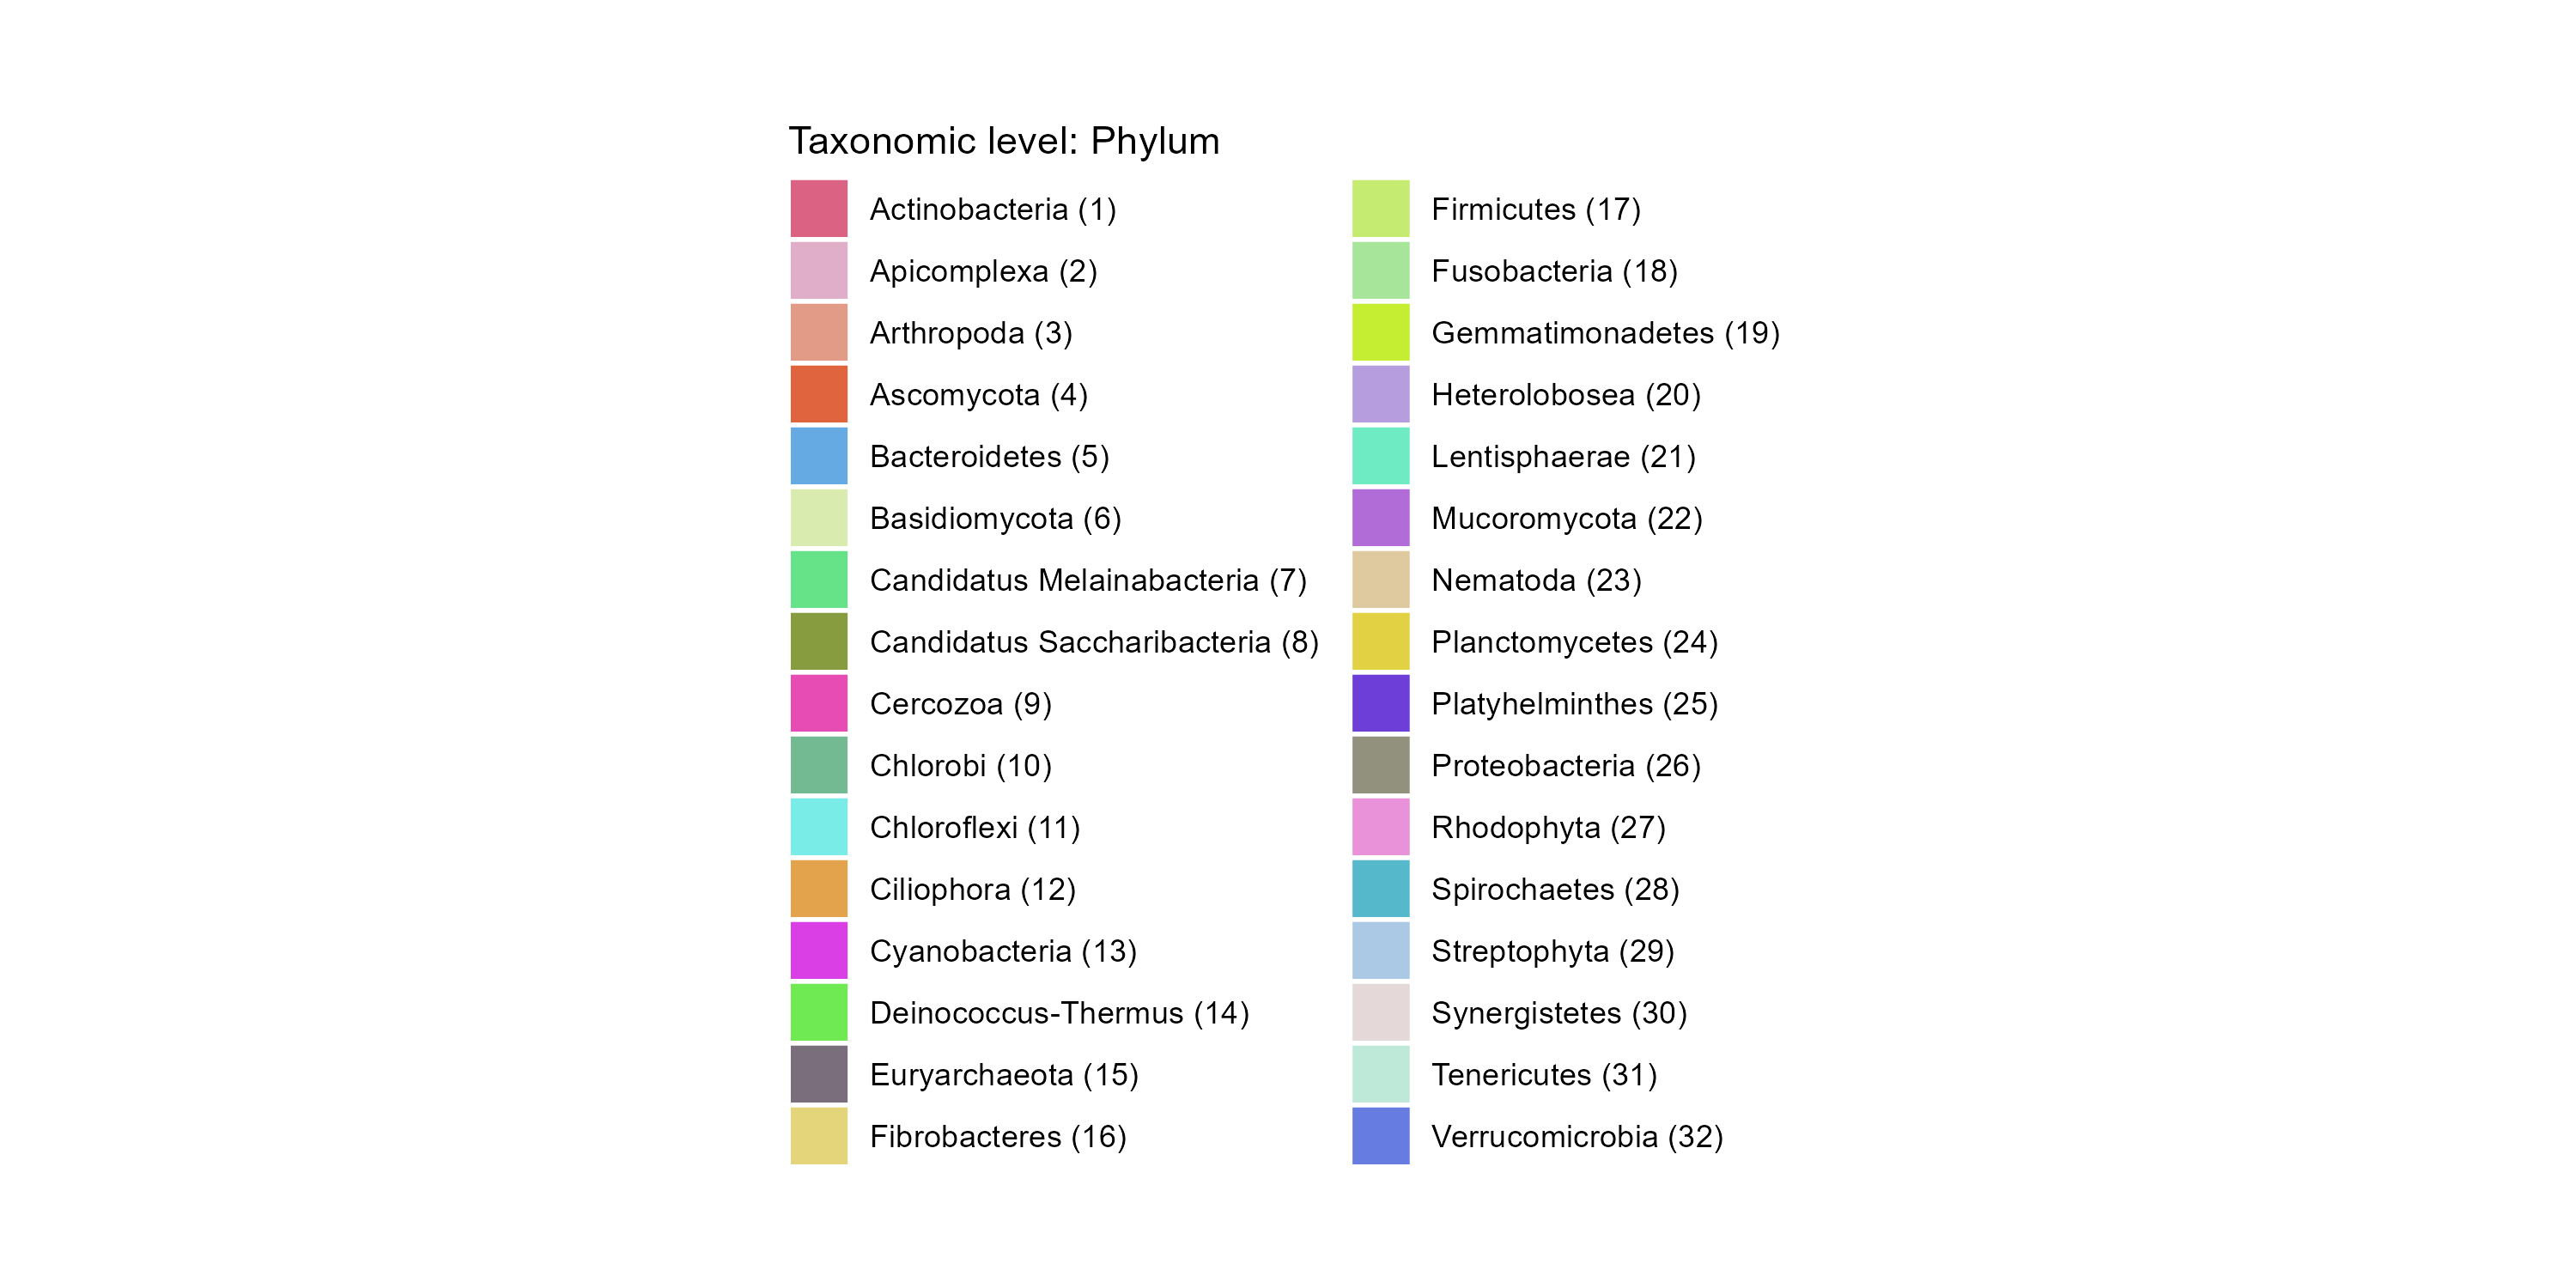 Taxonomic level: Phylum
Actinobacteria (1)
Apicomplexa (2)
Arthropoda (3)
Ascomycota (4)
Bacteroidetes (5)
Basidiomycota (6)
Candidatus Melainabacteria (7)
Candidatus Saccharibacteria (8)
Cercozoa (9)
Chlorobi (10)
Chloroflexi (11)
Ciliophora (12)
Cyanobacteria (13)
Deinococcus-Thermus (14)
Euryarchaeota (15)
Fibrobacteres (16)
Firmicutes (17)
Fusobacteria (18)
Gemmatimonadetes (19)
Heterolobosea (20)
Lentisphaerae (21)
Mucoromycota (22)
Nematoda (23)
Planctomycetes (24)
Platyhelminthes (25)
Proteobacteria (26)
Rhodophyta (27)
Spirochaetes (28)
Streptophyta (29)
Synergistetes (30)
Tenericutes (31)
Verrucomicrobia (32)